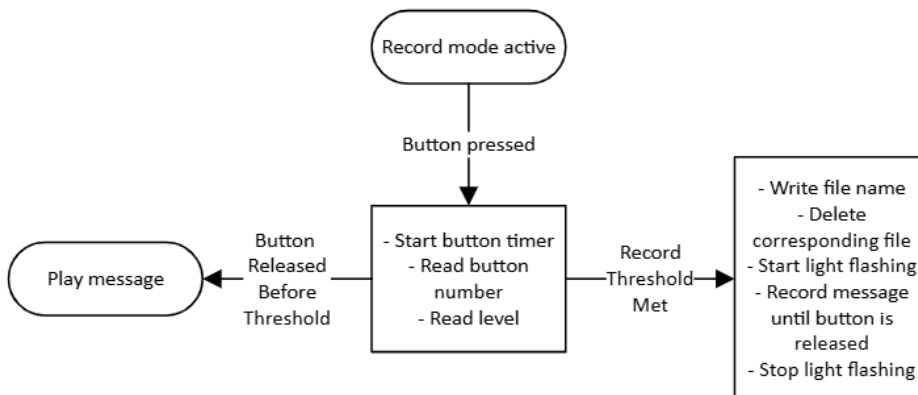 Record mode active
Button pressed
- Start button timer
- Read button
number
- Read level
Button
Released
Before
Threshold
Play message
Record
Threshold
Met
- Write file name
- Delete
corresponding file
- Start light flashing
- Record message
until button is
released
- Stop light flashing